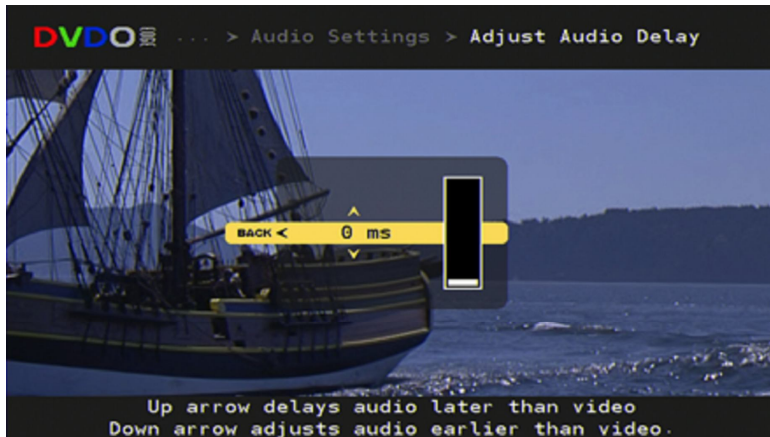 DVDO ... > Audio Settings > Adjust Audio Delay
BACK < 0 ms
Up arrow delays audio later than video
Down arrow adjusts audio earlier than video.